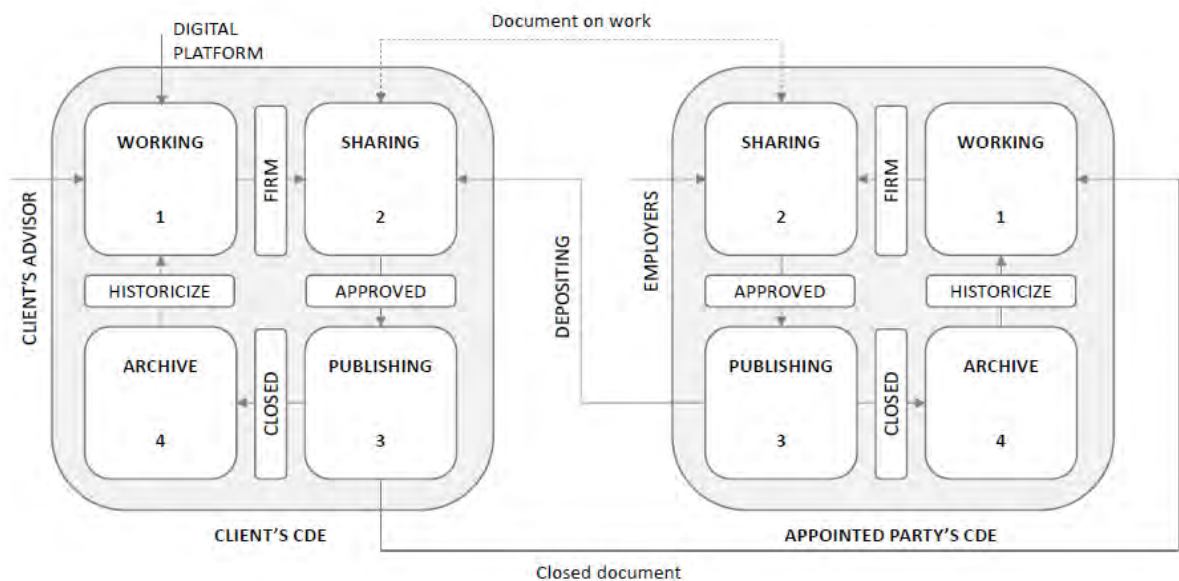 Document on work
DIGITAL
PLATFORM
WORKING
1
FIRM
SHARING
2
CLIENT'S ADVISOR
HISTORICIZE
APPROVED
ARCHIVE
4
CLOSED
PUBLISHING
3
CLIENT'S CDE
DEPOSITING
EMPLOYERS
SHARING
2
FIRM
WORKING
1
APPROVED
HISTORICIZE
PUBLISHING
3
CLOSED
ARCHIVE
4
APPOINTED PARTY'S CDE
Closed document